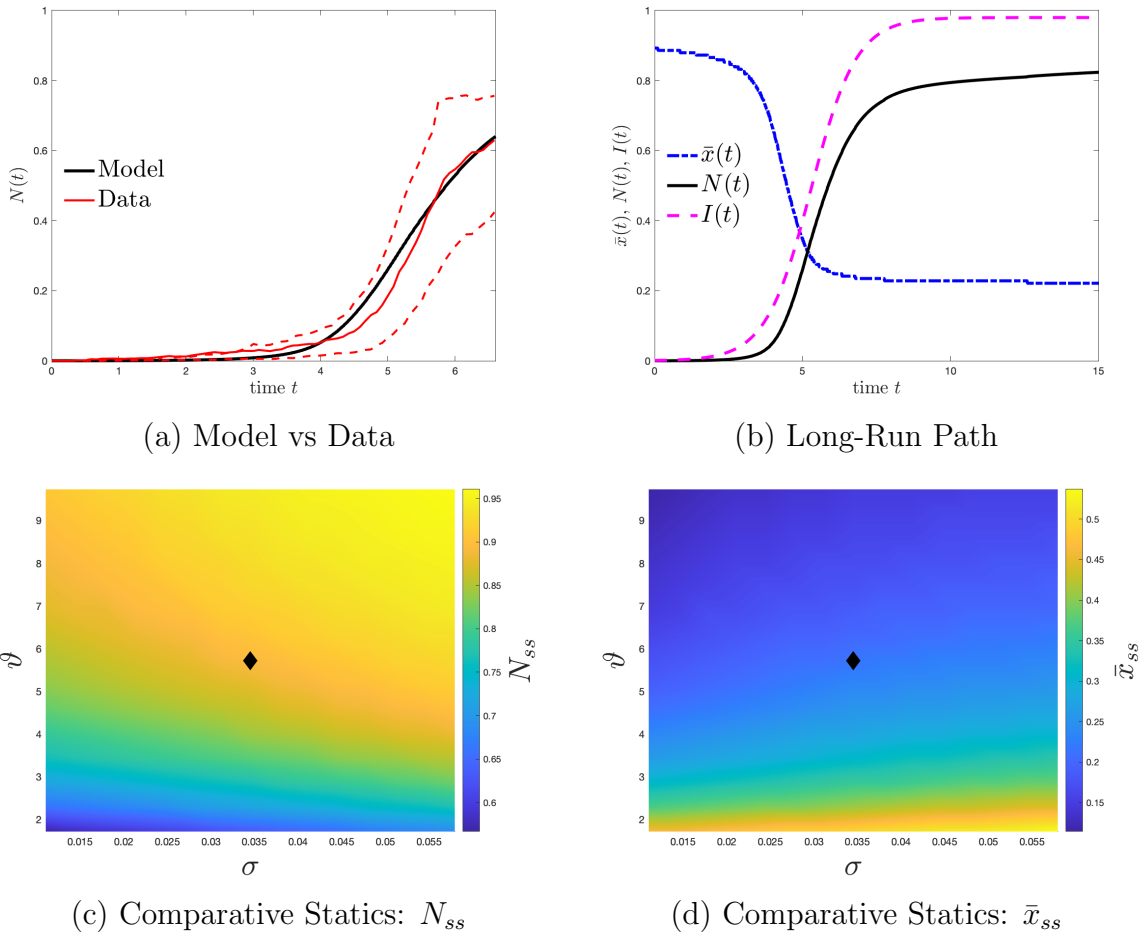 1
0.8
0.6
0.4
0.2
0
N(t)
Model
Data
0 1 2 3 4 5 6
time t
(a) Model vs Data
1
0.8
0.6
0.4
0.2
0
x̄(t), N(t), I(t)
x̄(t)
N(t)
I(t)
0 5 10 15
time t
(b) Long-Run Path
9
8
7
6
5
4
3
2
ϑ
0.015 0.02 0.025 0.03 0.035 0.04 0.045 0.05 0.055
σ
0.95
0.9
0.85
0.8
0.75
0.7
0.65
0.6
N_ss
(c) Comparative Statics: N_ss
9
8
7
6
5
4
3
2
ϑ
0.015 0.02 0.025 0.03 0.035 0.04 0.045 0.05 0.055
σ
0.5
0.45
0.4
0.35
0.3
0.25
0.2
0.15
x̄_ss
(d) Comparative Statics: x̄_ss